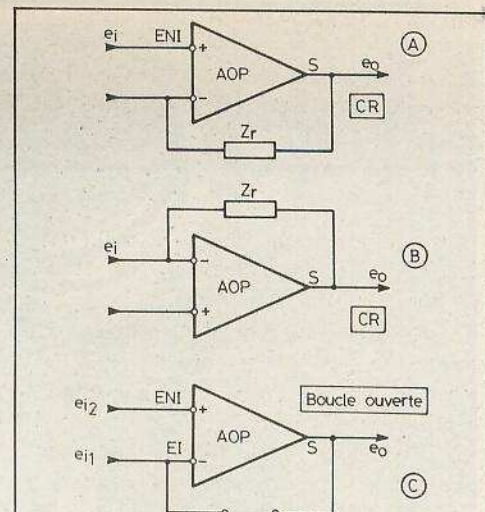 ei ENI + AOP S eo A
- CR
Zr
Zr
ei - AOP S eo B
+ CR
Boucle ouverte
ei2 ENI + AOP S eo
ei1 EI - C